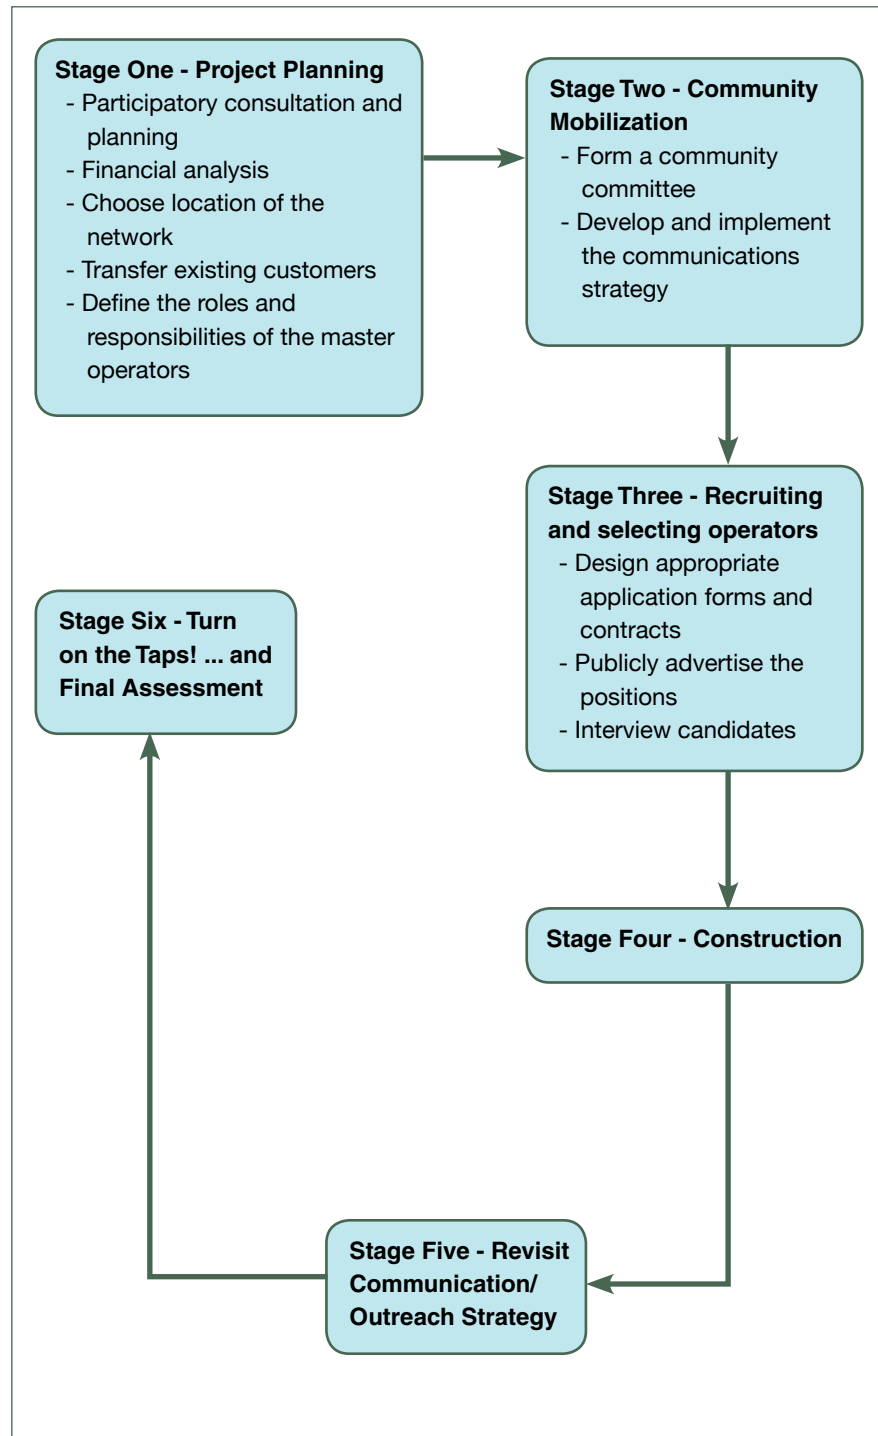 Stage One - Project Planning
- Participatory consultation and
planning
- Financial analysis
- Choose location of the
network
- Transfer existing customers
- Define the roles and
responsibilities of the master
operators
Stage Two - Community
Mobilization
- Form a community
committee
- Develop and implement
the communications
strategy
Stage Three - Recruiting
and selecting operators
- Design appropriate
application forms and
contracts
- Publicly advertise the
positions
- Interview candidates
Stage Four - Construction
Stage Five - Revisit
Communication/
Outreach Strategy
Stage Six - Turn
on the Taps! ... and
Final Assessment